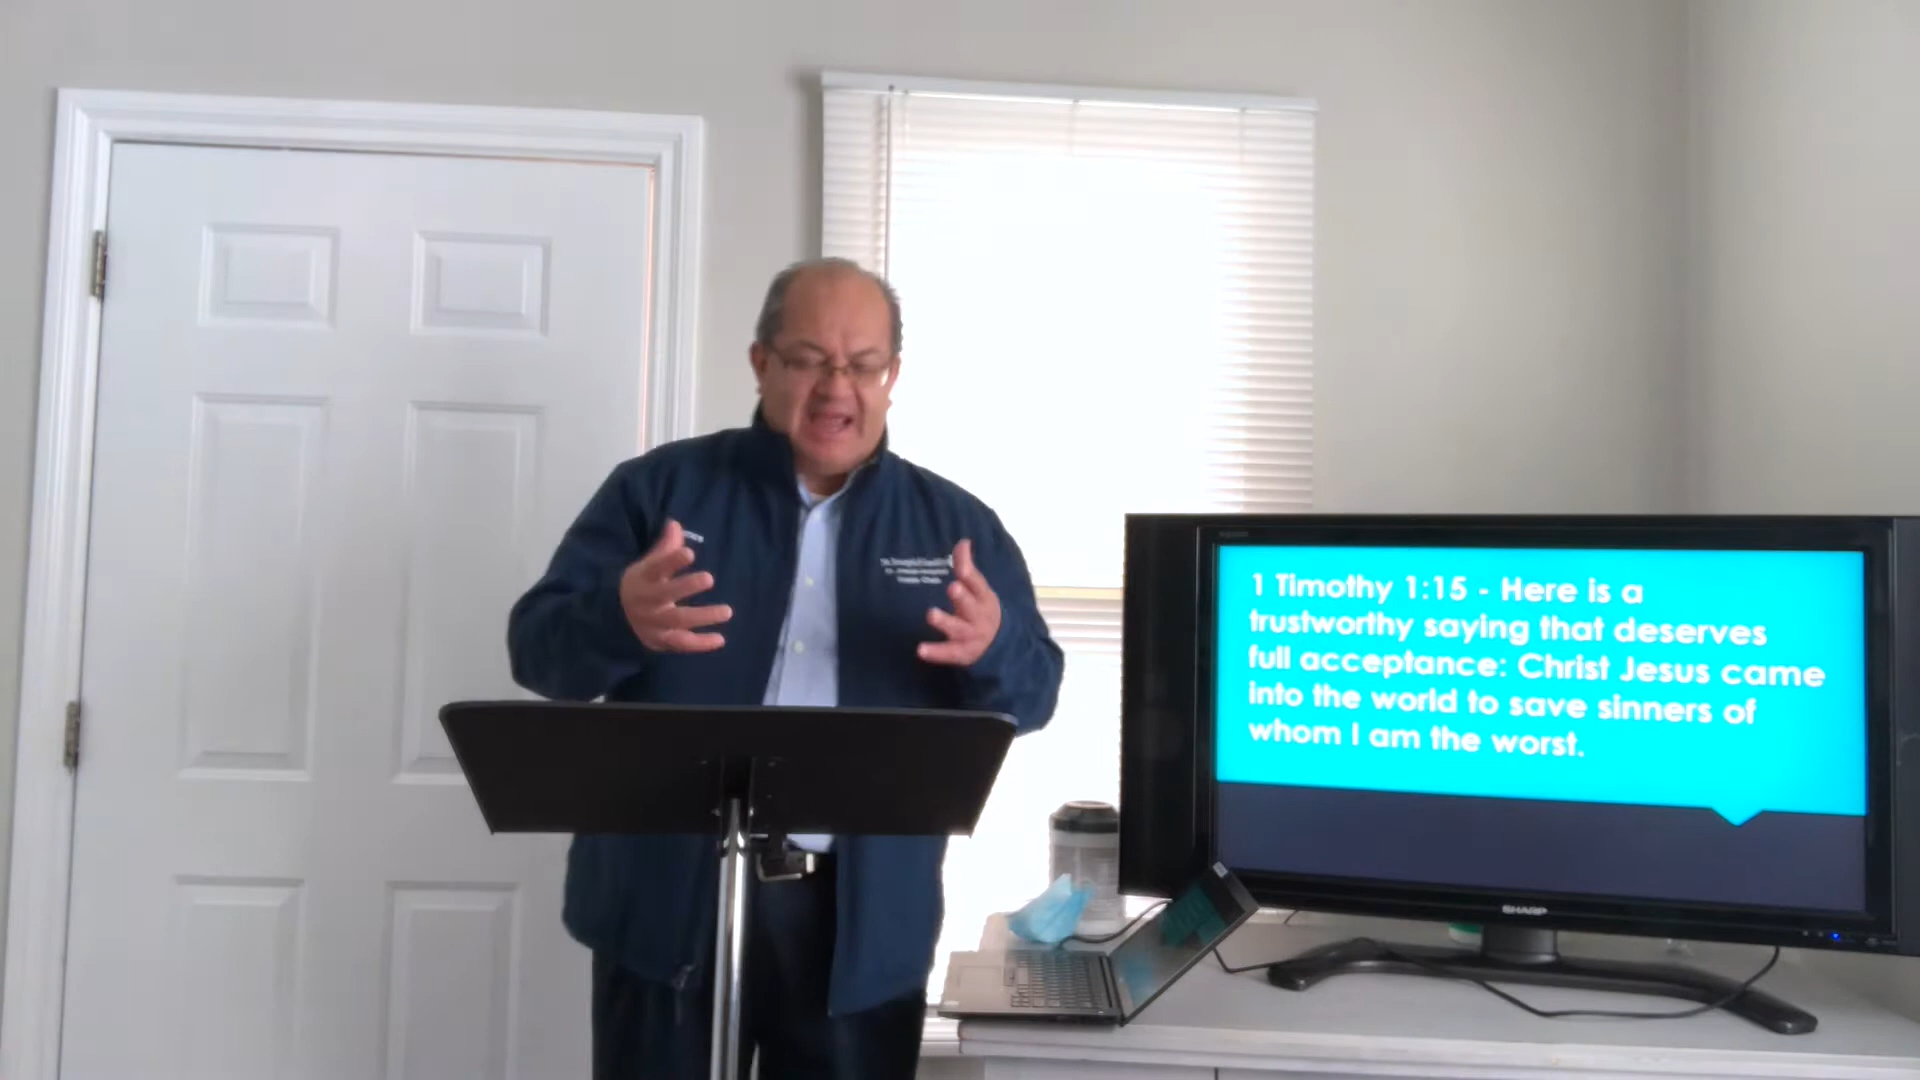 1 Timothy 1:15 - Here is a
trustworthy saying that deserves
full acceptance: Christ Jesus came
into the world to save sinners of
whom I am the worst.
SHARP